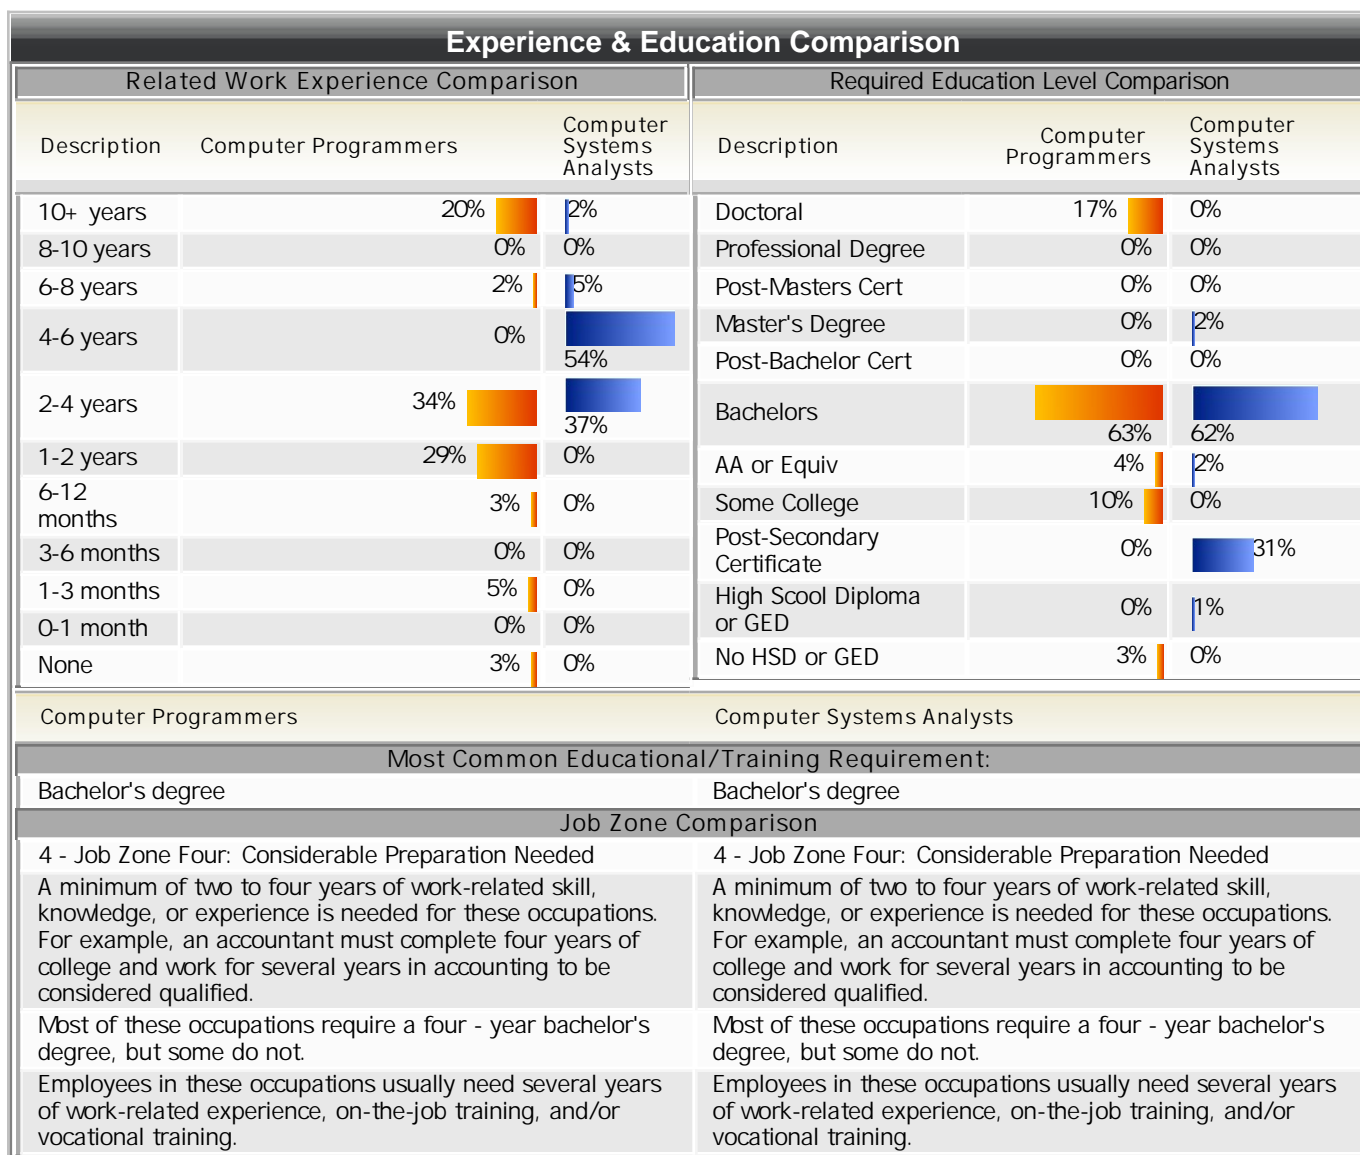 Experience & Education Comparison
Related Work Experience Comparison
Description Computer Programmers Computer
Systems
Analysts
10+ years 20% 2%
8-10 years 0% 0%
6-8 years 2% 5%
4-6 years 0% 54%
2-4 years 34% 37%
1-2 years 29% 0%
6-12
months 3% 0%
3-6 months 0% 0%
1-3 months 5% 0%
0-1 month 0% 0%
None 3% 0%
Required Education Level Comparison
Description Computer
Programmers Computer
Systems
Analysts
Doctoral 17% 0%
Professional Degree 0% 0%
Post-Masters Cert 0% 0%
Master's Degree 0% 2%
Post-Bachelor Cert 0% 0%
Bachelors 63% 62%
AA or Equiv 4% 2%
Some College 10% 0%
Post-Secondary
Certificate 0% 31%
High Scool Diploma
or GED 0% 1%
No HSD or GED 3% 0%
Computer Programmers Computer Systems Analysts
Most Common Educational/Training Requirement:
Bachelor's degree Bachelor's degree
Job Zone Comparison
4 - Job Zone Four: Considerable Preparation Needed 4 - Job Zone Four: Considerable Preparation Needed
A minimum of two to four years of work-related skill,
knowledge, or experience is needed for these occupations.
For example, an accountant must complete four years of
college and work for several years in accounting to be
considered qualified.
A minimum of two to four years of work-related skill,
knowledge, or experience is needed for these occupations.
For example, an accountant must complete four years of
college and work for several years in accounting to be
considered qualified.
Most of these occupations require a four - year bachelor's
degree, but some do not.
Most of these occupations require a four - year bachelor's
degree, but some do not.
Employees in these occupations usually need several years
of work-related experience, on-the-job training, and/or
vocational training.
Employees in these occupations usually need several years
of work-related experience, on-the-job training, and/or
vocational training.